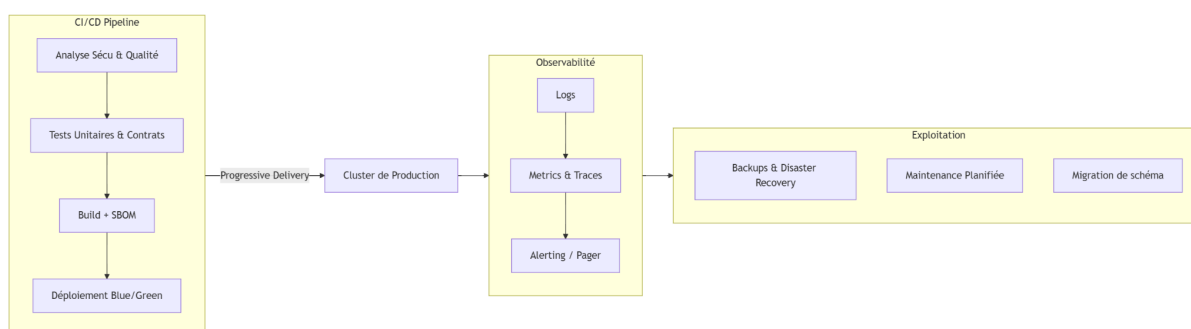 CI/CD Pipeline
Analyse Sécu & Qualité
Tests Unitaires & Contrats
Build + SBOM
Déploiement Blue/Green
Progressive Delivery
Cluster de Production
Observabilité
Logs
Metrics & Traces
Alerting / Pager
Exploitation
Backups & Disaster
Recovery
Maintenance Planifiée
Migration de schéma